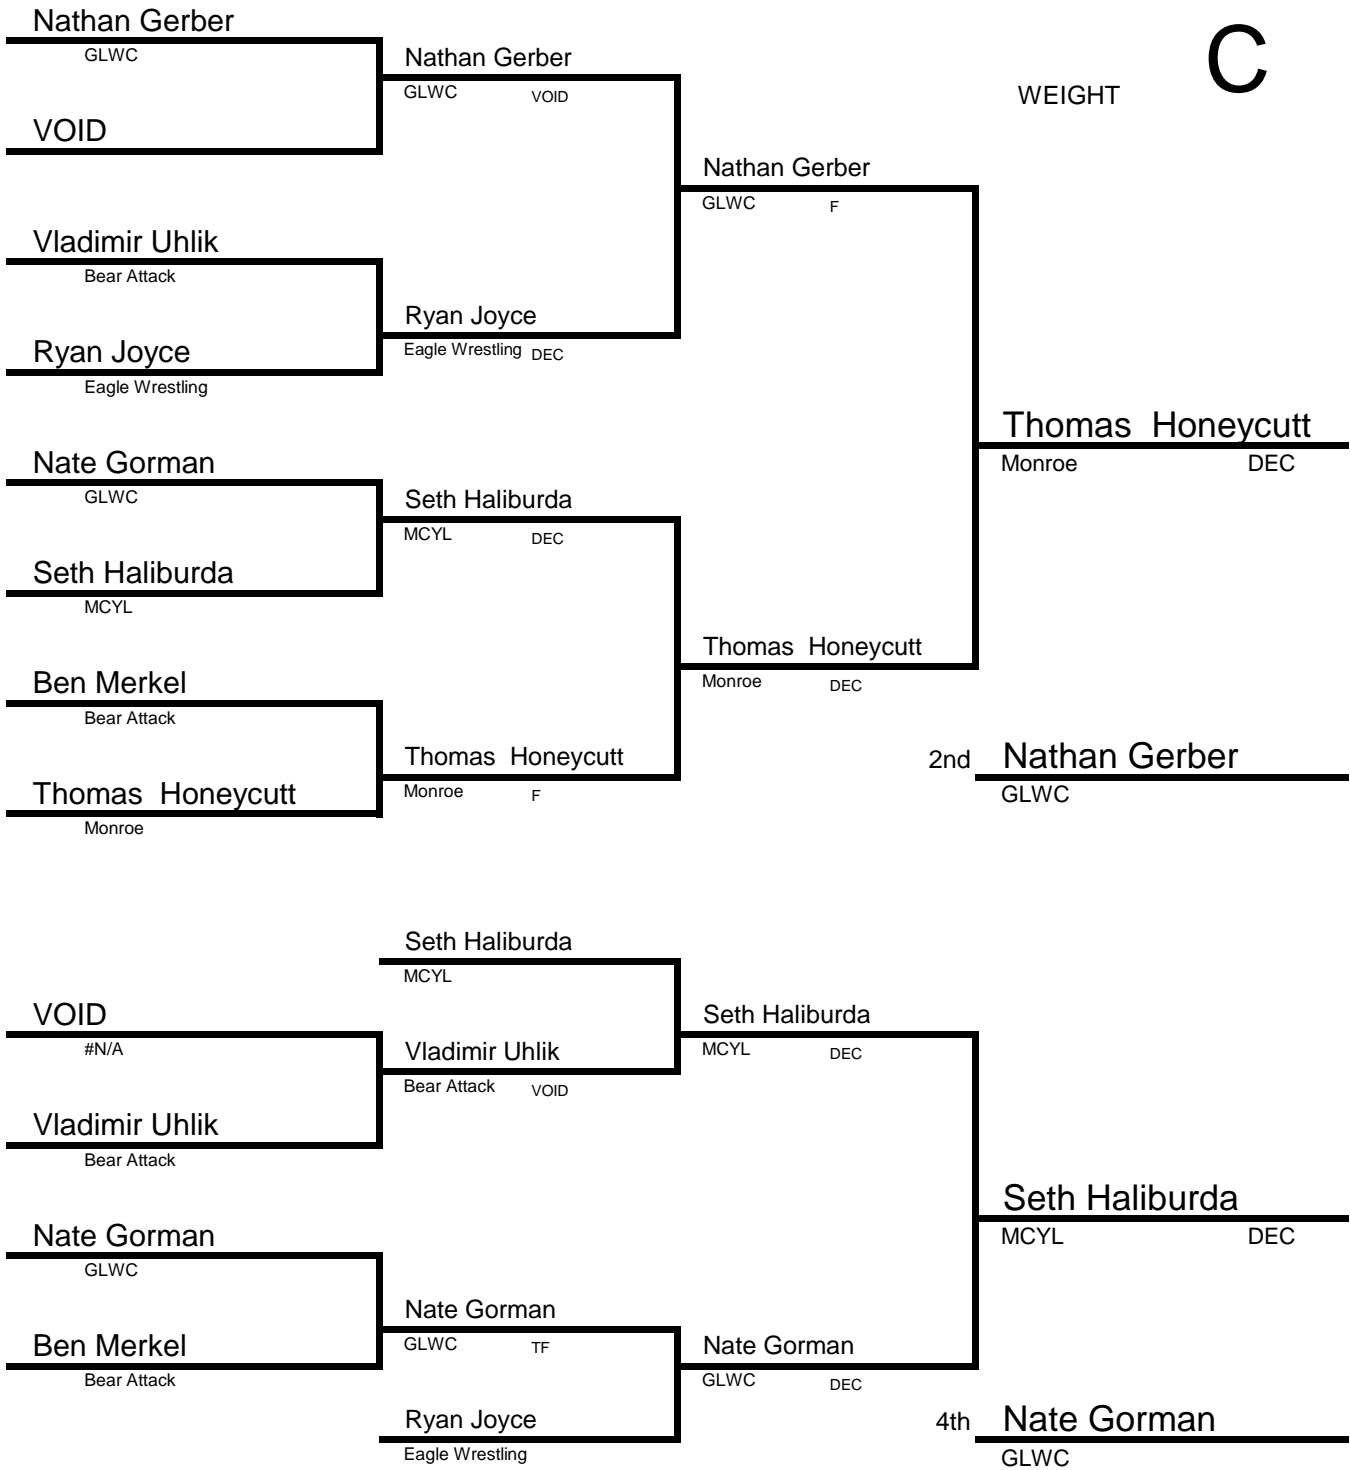 Nathan Gerber
GLWC
Nathan Gerber
GLWC VOID
C
WEIGHT
VOID
Nathan Gerber
GLWC F
Vladimir Uhlik
Bear Attack
Ryan Joyce
Eagle Wrestling DEC
Ryan Joyce
Eagle Wrestling
Thomas Honeycutt
Monroe DEC
Nate Gorman
GLWC
Seth Haliburda
MCYL DEC
Seth Haliburda
MCYL
Thomas Honeycutt
Monroe DEC
Ben Merkel
Bear Attack
Thomas Honeycutt
Monroe F
2nd Nathan Gerber
GLWC
Thomas Honeycutt
Monroe
Seth Haliburda
MCYL
VOID
#N/A
Seth Haliburda
MCYL DEC
Vladimir Uhlik
Bear Attack VOID
Vladimir Uhlik
Bear Attack
Seth Haliburda
MCYL DEC
Nate Gorman
GLWC
Nate Gorman
GLWC TF
Ben Merkel
Bear Attack
Nate Gorman
GLWC DEC
Ryan Joyce
Eagle Wrestling
4th Nate Gorman
GLWC